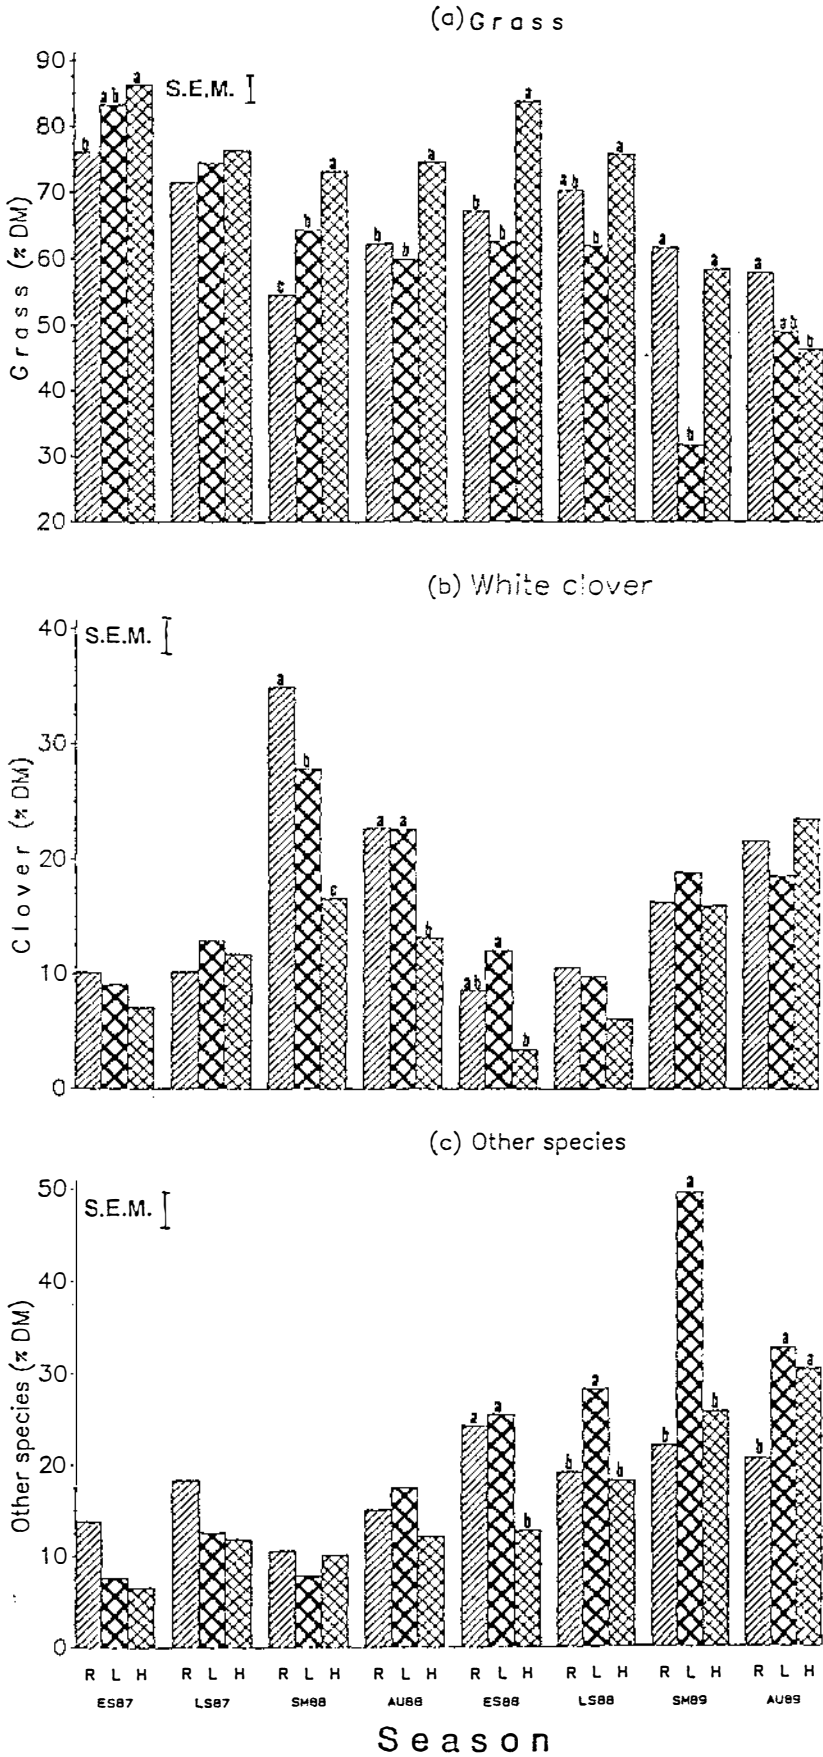 (a) Grass
90
80
70
60
50
40
30
20
Grass (% DM)
S.E.M.
b ab a
c b a
b b a
b b a
ab b a
a b a
a ab b
(b) White clover
40
30
20
10
0
Clover (% DM)
S.E.M.
a b c
a a b
ab a b
(c) Other species
50
40
30
20
10
0
Other species (% DM)
S.E.M.
a a b
b a b
b a b
b a a
R L H R L H R L H R L H R L H R L H R L H R L H
ES87 LS87 SM88 AU88 ES88 LS88 SM89 AU89
Season